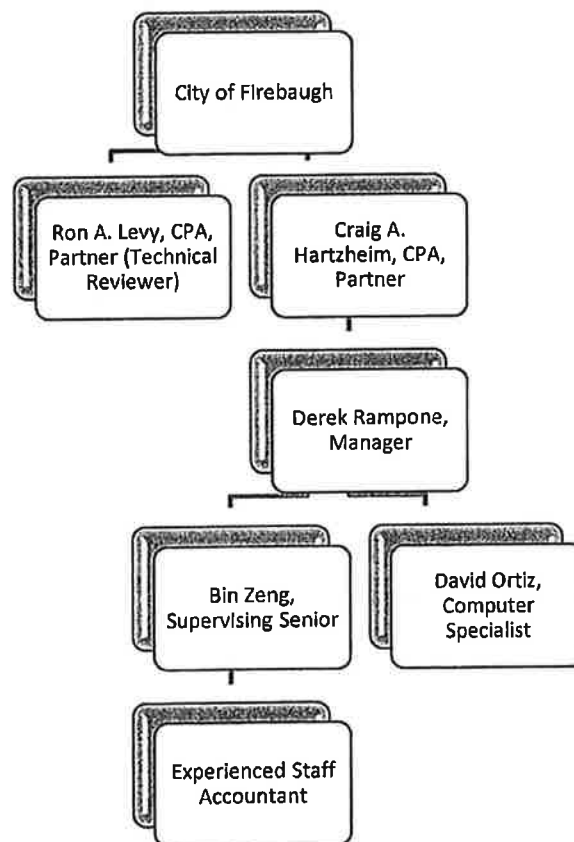 City of Firebaugh
Ron A. Levy, CPA,
Partner (Technical
Reviewer)
Craig A.
Hartzheim, CPA,
Partner
Derek Rampone,
Manager
Bin Zeng,
Supervising Senior
David Ortiz,
Computer
Specialist
Experienced Staff
Accountant